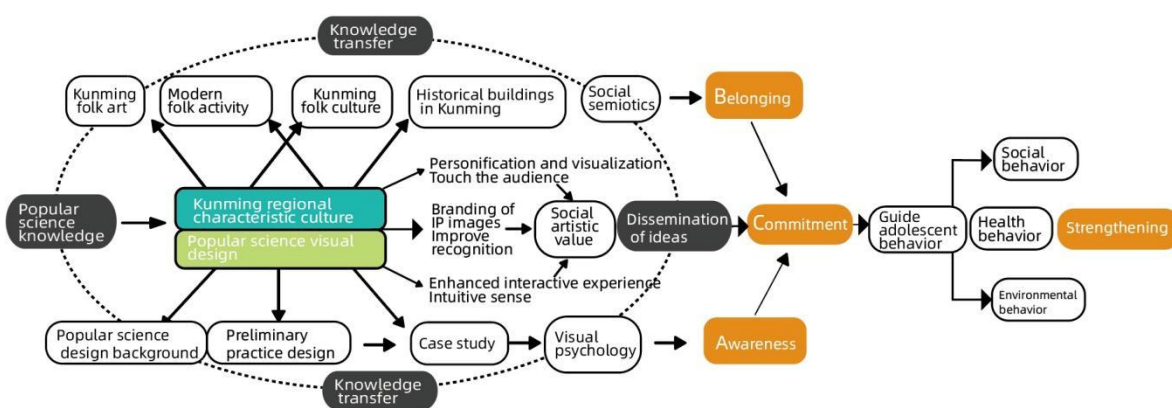 Knowledge
transfer
Kunming
folk art
Modern
folk activity
Kunming
folk culture
Historical buildings
in Kunming
Social
semiotics
Belonging
Popular
science
knowledge
Kunming regional
characteristic culture
Popular science visual
design
Personification and visualization
Touch the audience
Branding of
IP images
Improve
recognition
Enhanced interactive experience
Intuitive sense
Social
artistic
value
Dissemination
of ideas
Commitment
Guide
adolescent
behavior
Social
behavior
Health
behavior
Environmental
behavior
Strengthening
Popular science
design background
Preliminary
practice design
Case study
Visual
psychology
Awareness
Knowledge
transfer